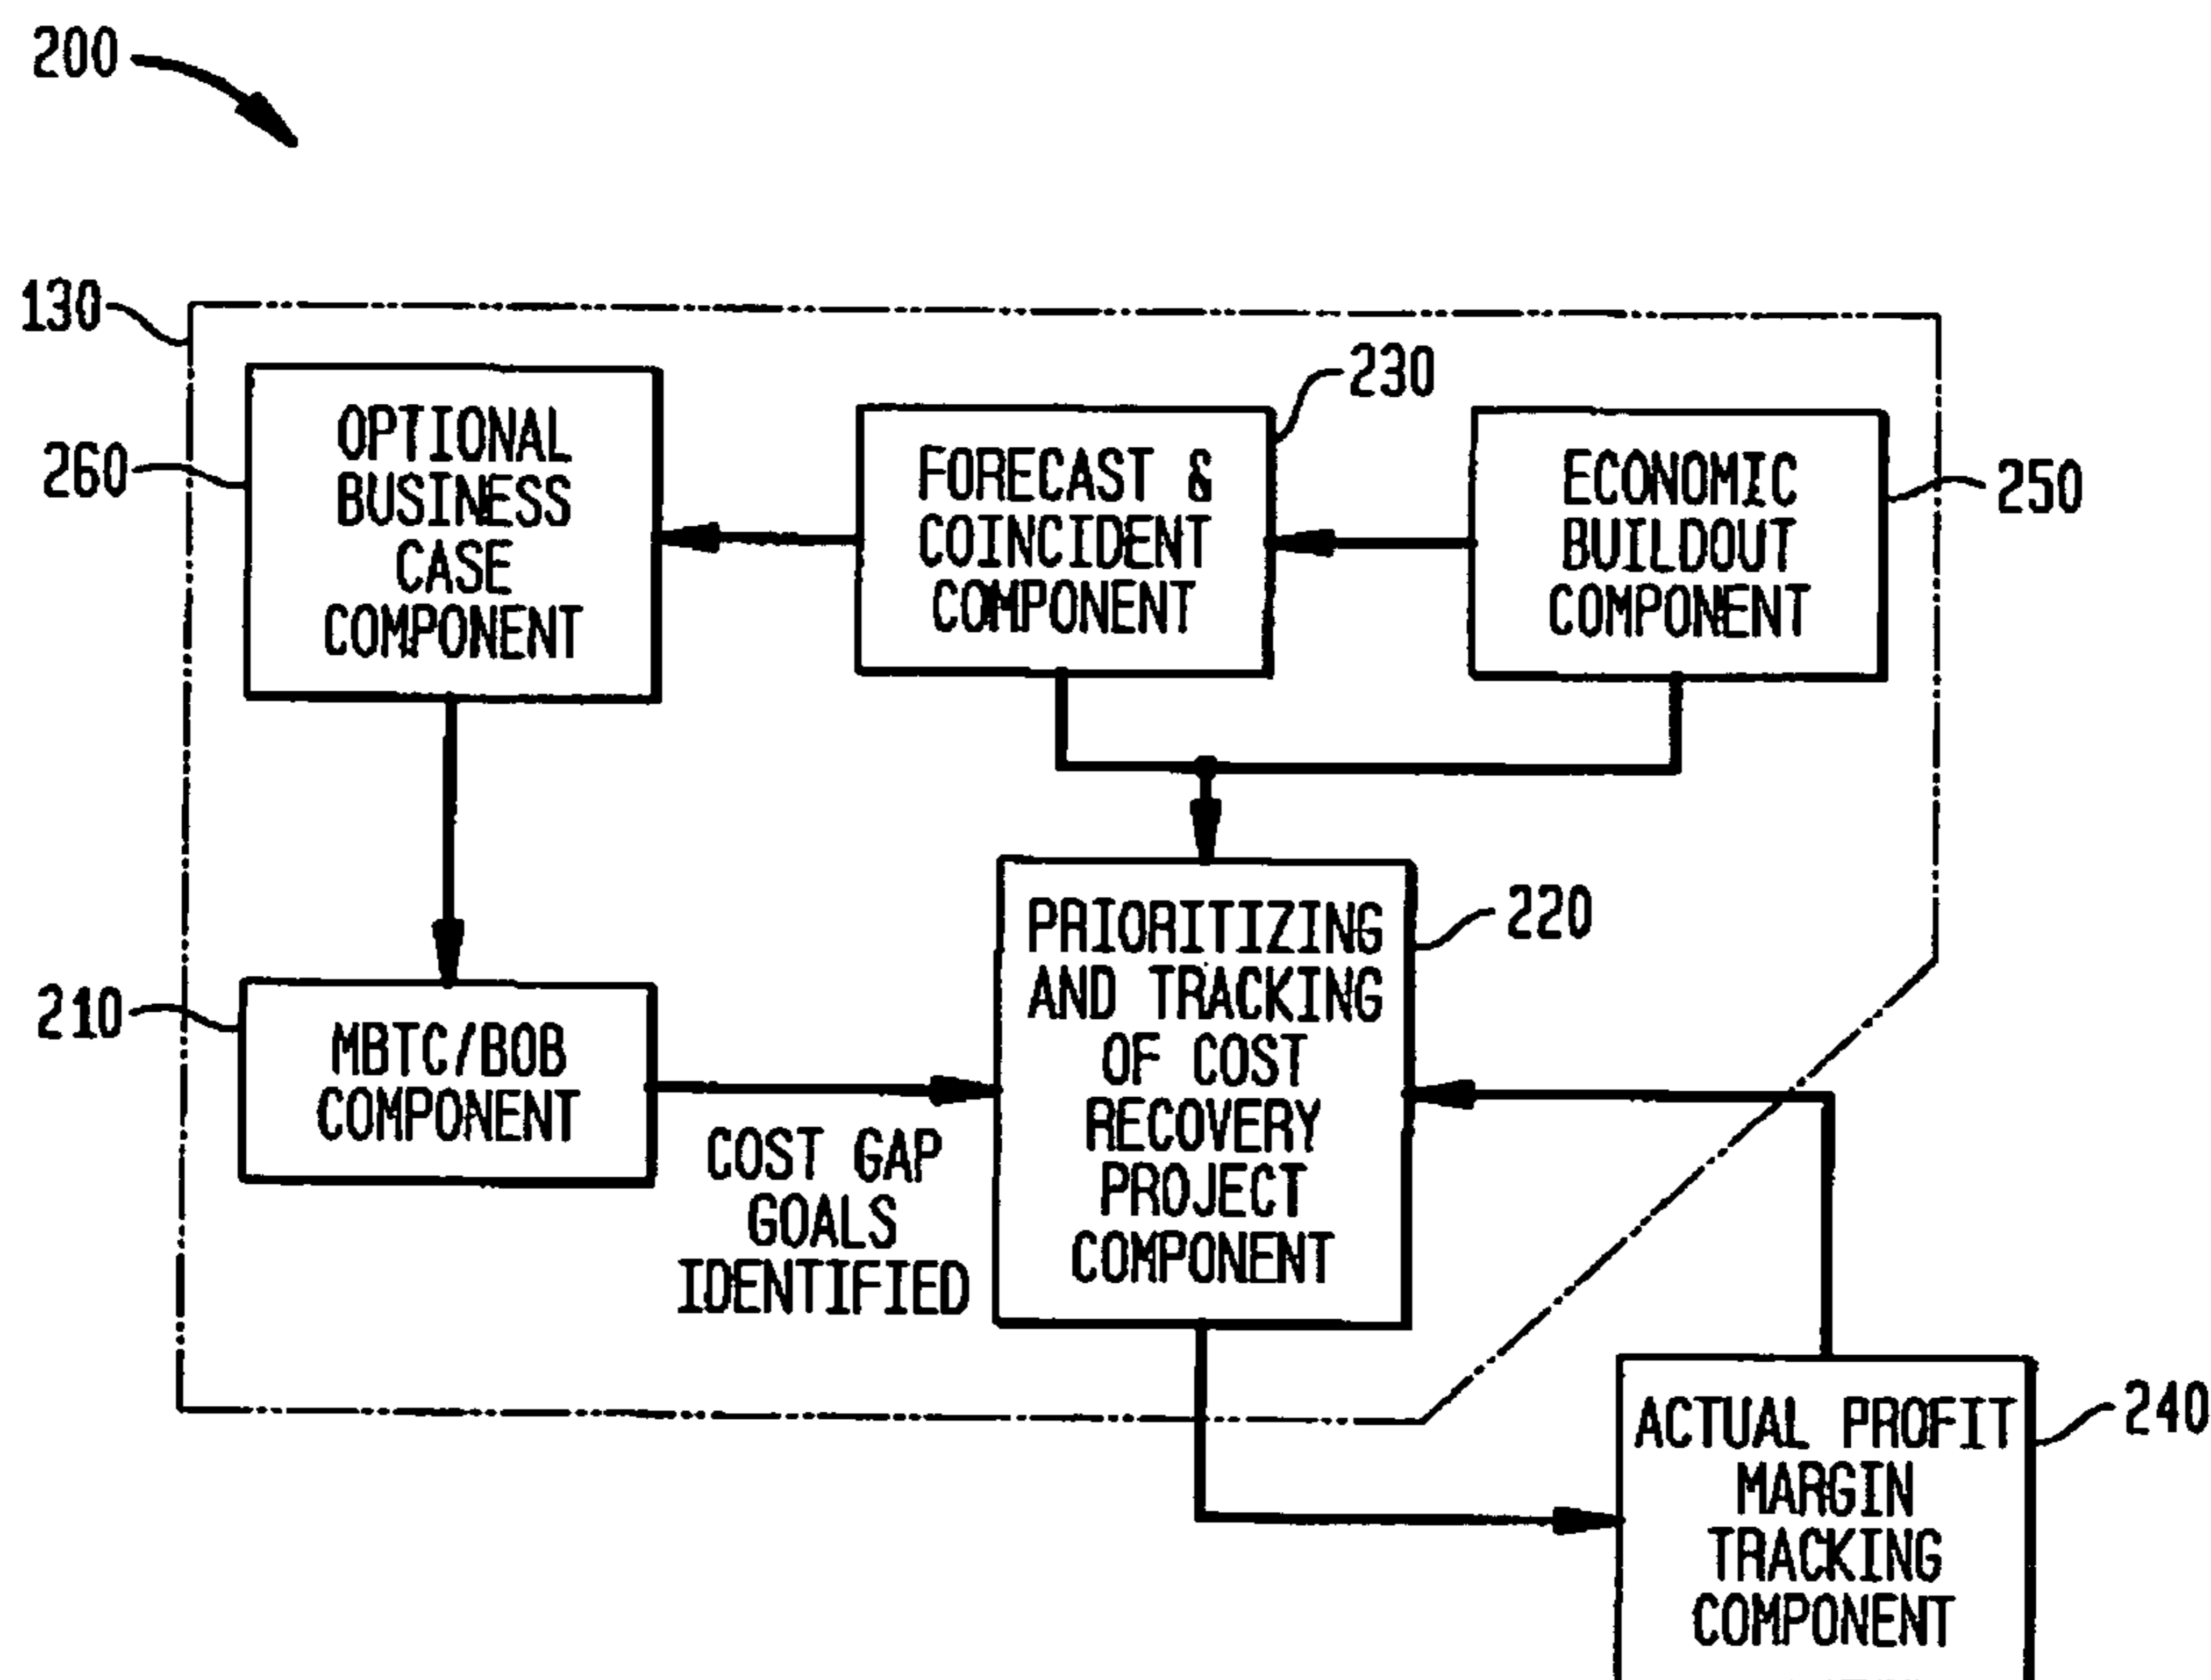 200
130
260
OPTIONAL
BUSINESS
CASE
COMPONENT
230
FORECAST &
COINCIDENT
COMPONENT
250
ECONOMIC
BUILDOUT
COMPONENT
210
MBTC/BOB
COMPONENT
COST GAP
GOALS
IDENTIFIED
220
PRIORITIZING
AND TRACKING
OF COST
RECOVERY
PROJECT
COMPONENT
240
ACTUAL PROFIT
MARGIN
TRACKING
COMPONENT